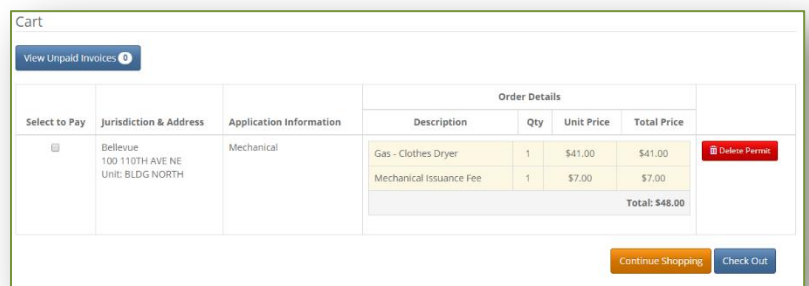 Cart
View Unpaid Invoices 0
Order Details
Select to Pay Jurisdiction & Address Application Information Description Qty Unit Price Total Price
Bellevue Mechanical Gas - Clothes Dryer 1 $41.00 $41.00 Delete Permit
100 110TH AVE NE
Unit: BLDG NORTH Mechanical Issuance Fee 1 $7.00 $7.00
Total: $48.00
Continue Shopping Check Out